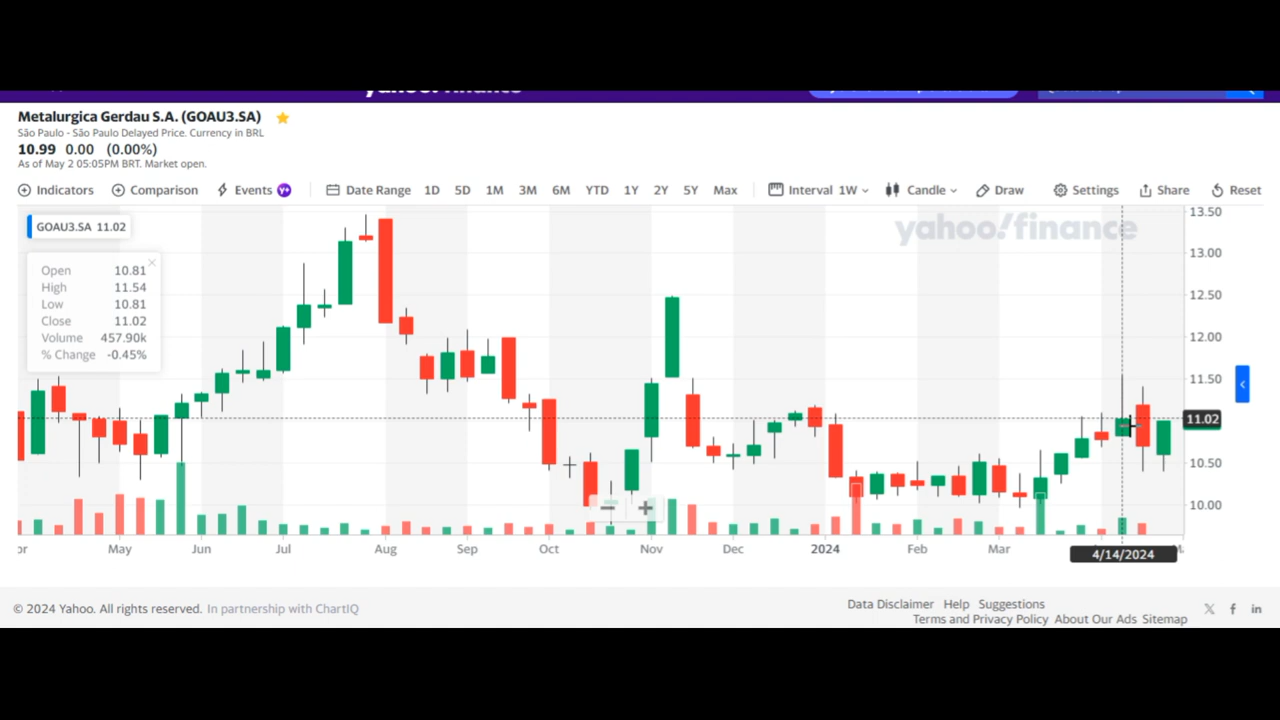 Metalurgica Gerdau S.A. (GOAU3.SA)
São Paulo - São Paulo Delayed Price. Currency in BRL
10.99 0.00 (0.00%)
As of May 2 05:05PM BRT. Market open.
Indicators Comparison Events Y+ Date Range 1D 5D 1M 3M 6M YTD 1Y 2Y 5Y Max Interval 1W Candle Draw Settings Share Reset
GOAU3.SA 11.02
yahoo!finance
Open 10.81
High 11.54
Low 10.81
Close 11.02
Volume 457.90k
% Change -0.45%
13.50
13.00
12.50
12.00
11.50
11.02
10.50
10.00
May Jun Jul Aug Sep Oct Nov Dec 2024 Feb Mar
4/14/2024
© 2024 Yahoo. All rights reserved. In partnership with ChartIQ
Data Disclaimer Help Suggestions
Terms and Privacy Policy About Our Ads Sitemap